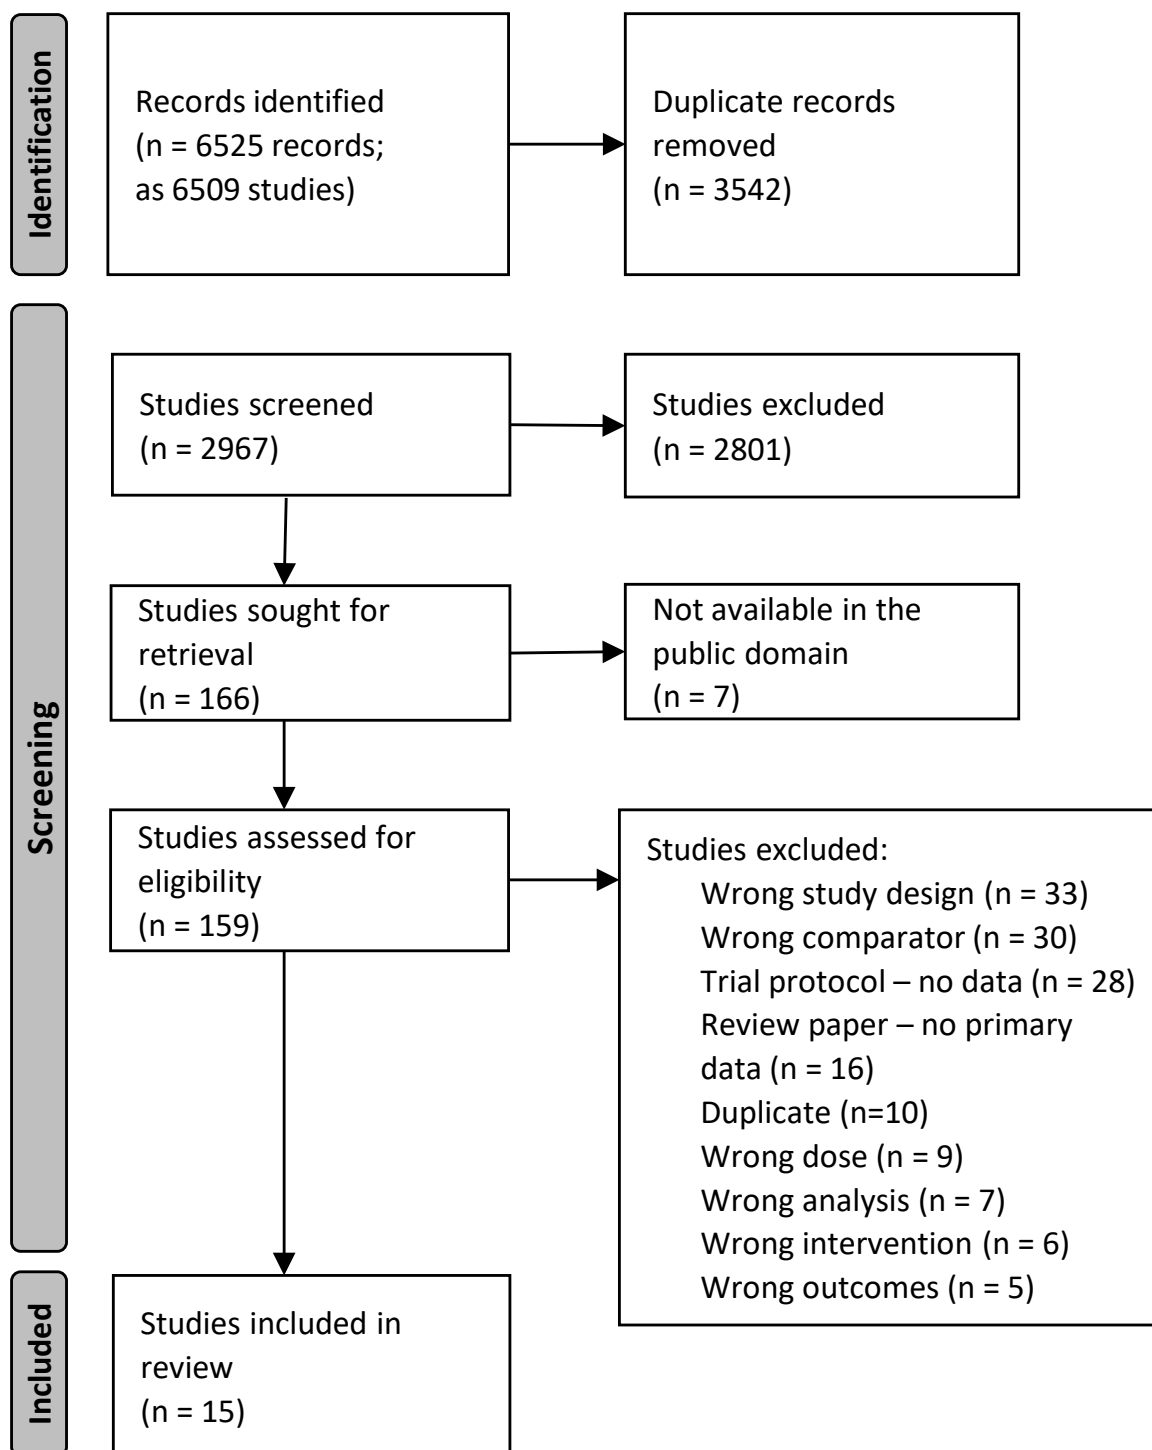 Identification
Records identified
(n = 6525 records;
as 6509 studies)
Duplicate records
removed
(n = 3542)
Screening
Studies screened
(n = 2967)
Studies excluded
(n = 2801)
Studies sought for
retrieval
(n = 166)
Not available in the
public domain
(n = 7)
Studies assessed for
eligibility
(n = 159)
Studies excluded:
Wrong study design (n = 33)
Wrong comparator (n = 30)
Trial protocol – no data (n = 28)
Review paper – no primary
data (n = 16)
Duplicate (n=10)
Wrong dose (n = 9)
Wrong analysis (n = 7)
Wrong intervention (n = 6)
Wrong outcomes (n = 5)
Included
Studies included in
review
(n = 15)